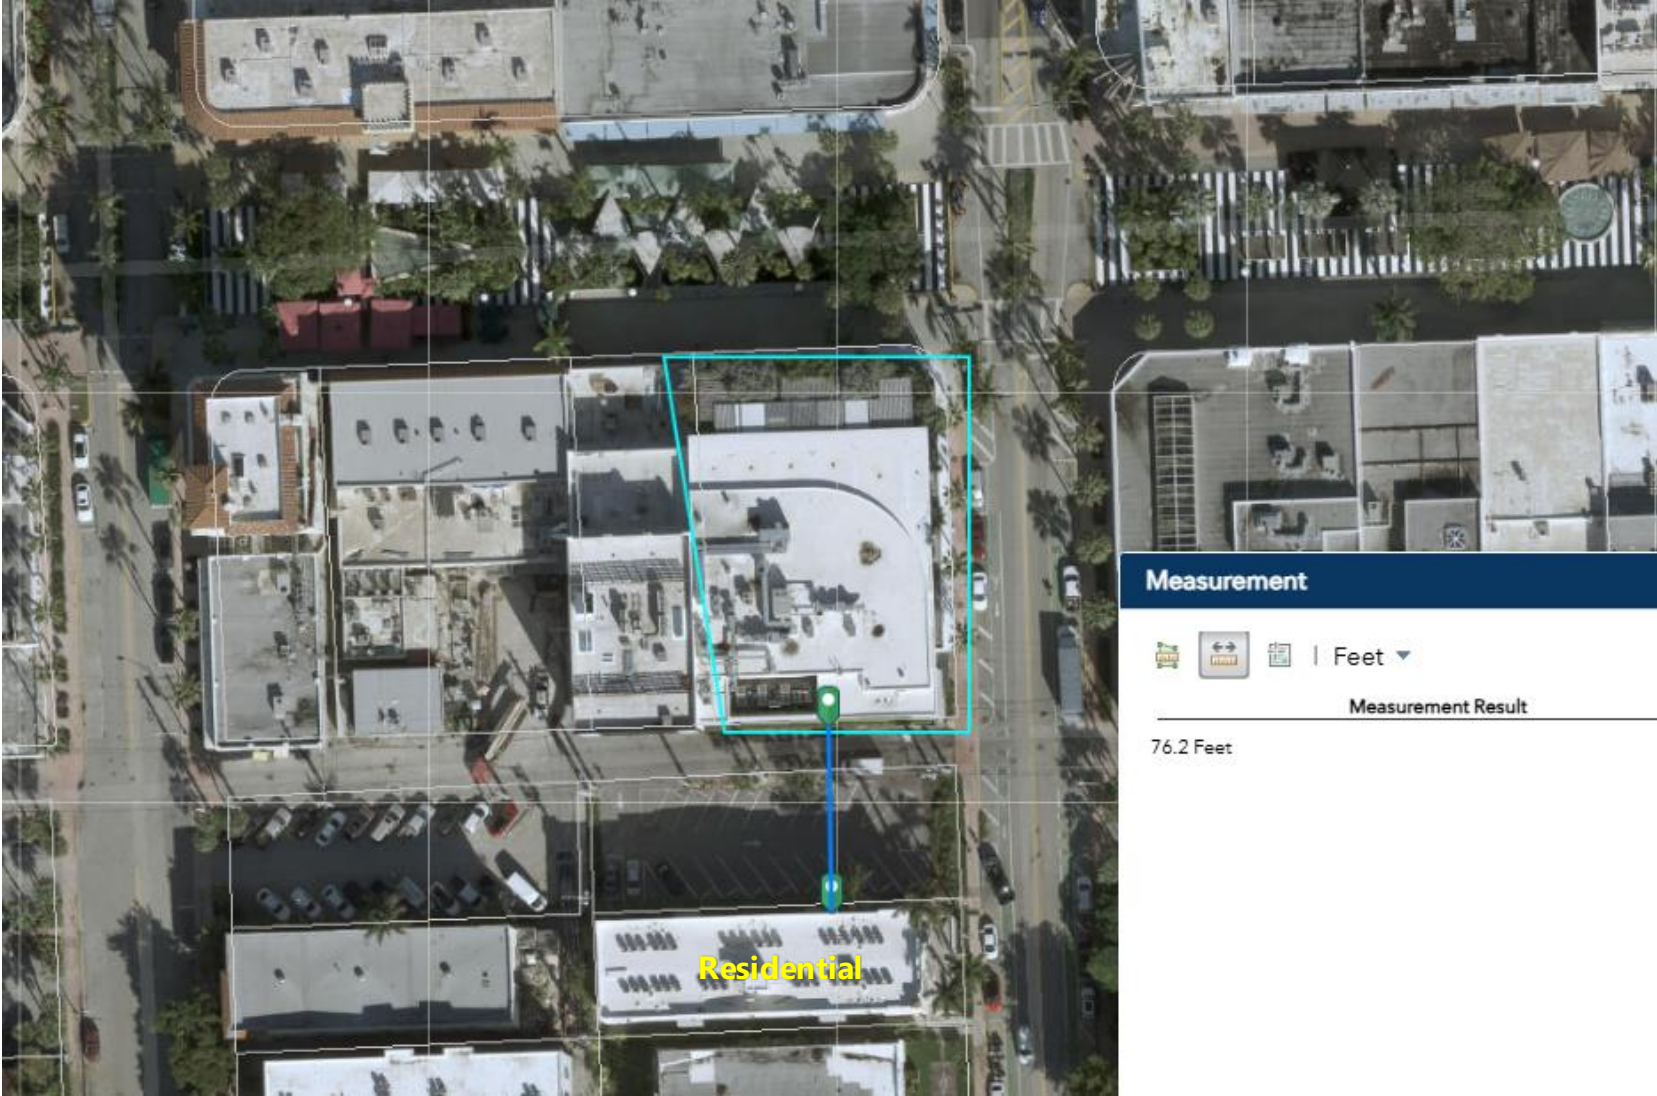 Measurement
Feet
Measurement Result
76.2 Feet
Residential